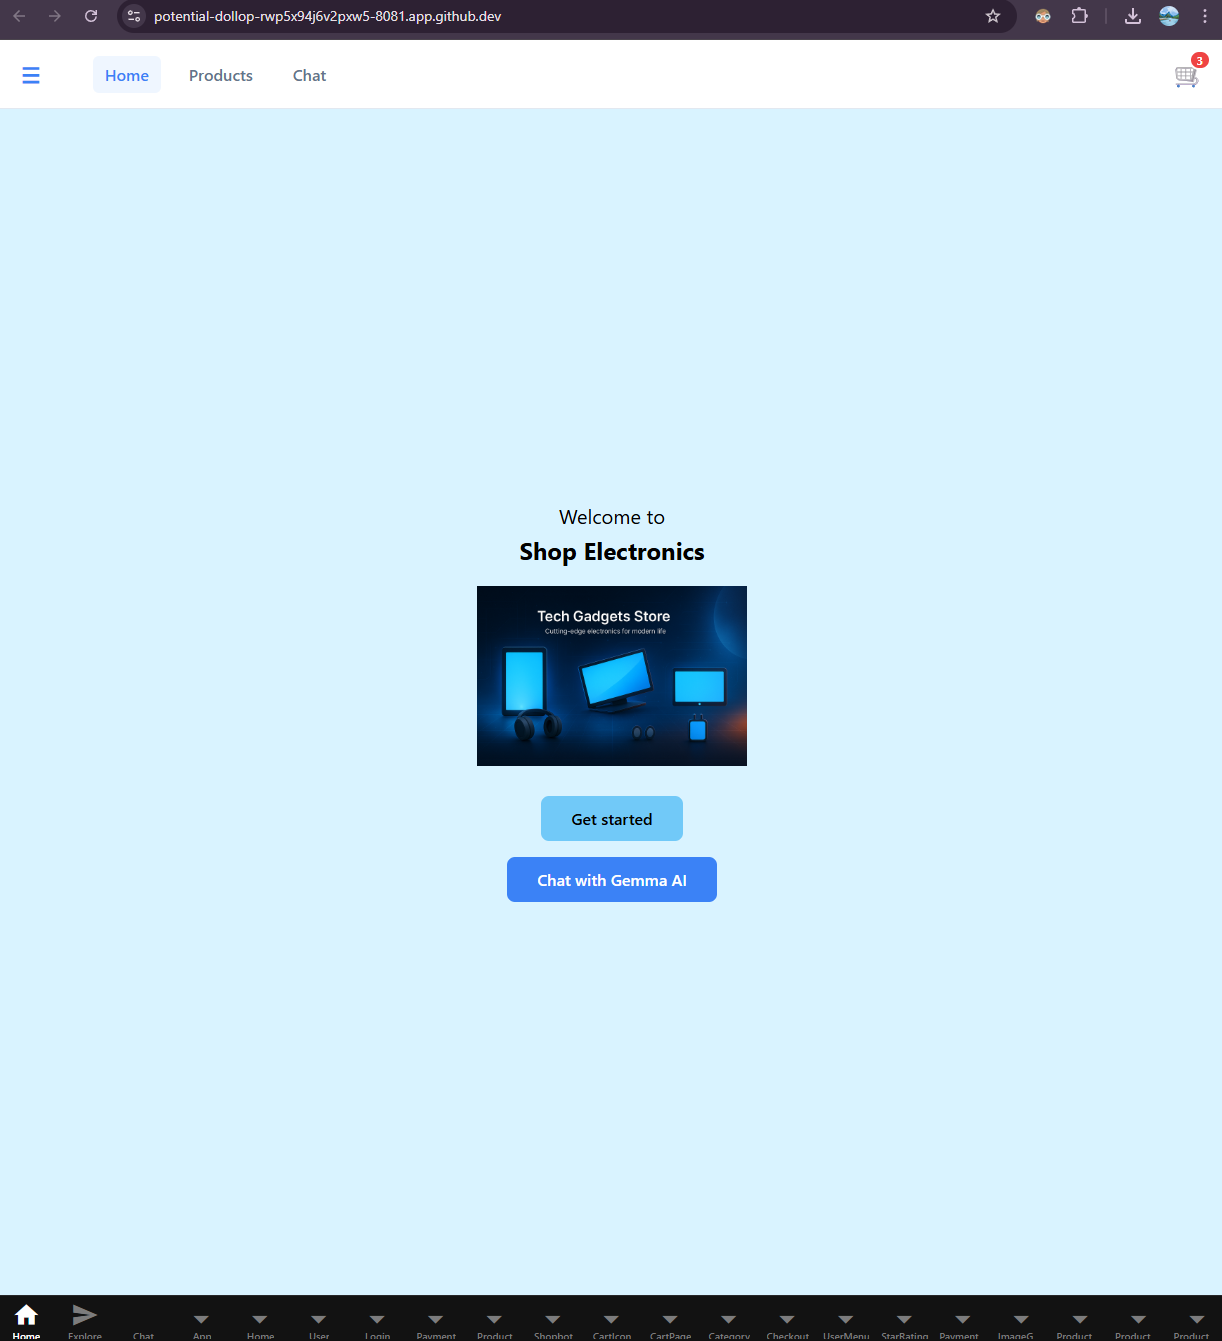 potential-dollop-rwp5x94j6v2pxw5-8081.app.github.dev
Home Products Chat 3
Welcome to
Shop Electronics
Tech Gadgets Store
Cutting-edge electronics for modern life
Get started
Chat with Gemma AI
Home Explore Chat App Home User Login Payment Product Shopbot CartIcon CartPage Category Checkout UserMenu StarRating Payment ImageG Product Product Product